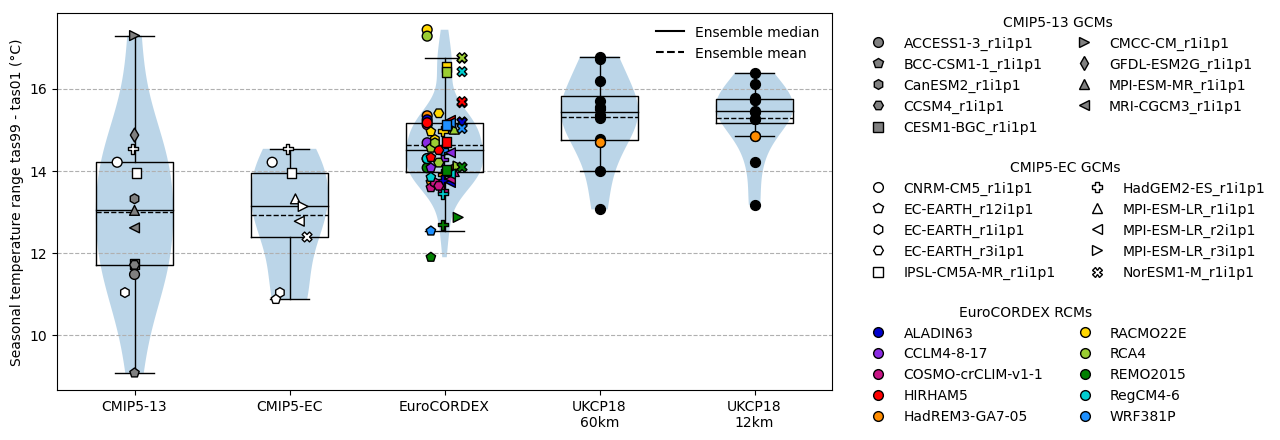 Seasonal temperature range tas99 - tas01 (°C)
16
14
12
10
Ensemble median
Ensemble mean
CMIP5-13
CMIP5-EC
EuroCORDEX
UKCP18
60km
UKCP18
12km
CMIP5-13 GCMs
ACCESS1-3_r1i1p1
BCC-CSM1-1_r1i1p1
CanESM2_r1i1p1
CCSM4_r1i1p1
CESM1-BGC_r1i1p1
CMCC-CM_r1i1p1
GFDL-ESM2G_r1i1p1
MPI-ESM-MR_r1i1p1
MRI-CGCM3_r1i1p1
CMIP5-EC GCMs
CNRM-CM5_r1i1p1
EC-EARTH_r12i1p1
EC-EARTH_r1i1p1
EC-EARTH_r3i1p1
IPSL-CM5A-MR_r1i1p1
HadGEM2-ES_r1i1p1
MPI-ESM-LR_r1i1p1
MPI-ESM-LR_r2i1p1
MPI-ESM-LR_r3i1p1
NorESM1-M_r1i1p1
EuroCORDEX RCMs
ALADIN63
CCLM4-8-17
COSMO-crCLIM-v1-1
HIRHAM5
HadREM3-GA7-05
RACMO22E
RCA4
REMO2015
RegCM4-6
WRF381P